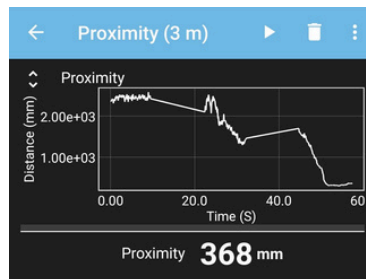 Proximity (3 m)
Proximity
Distance (mm)
2.00e+03
1.00e+03
0.00 20.0 40.0 60
Time (S)
Proximity 368 mm